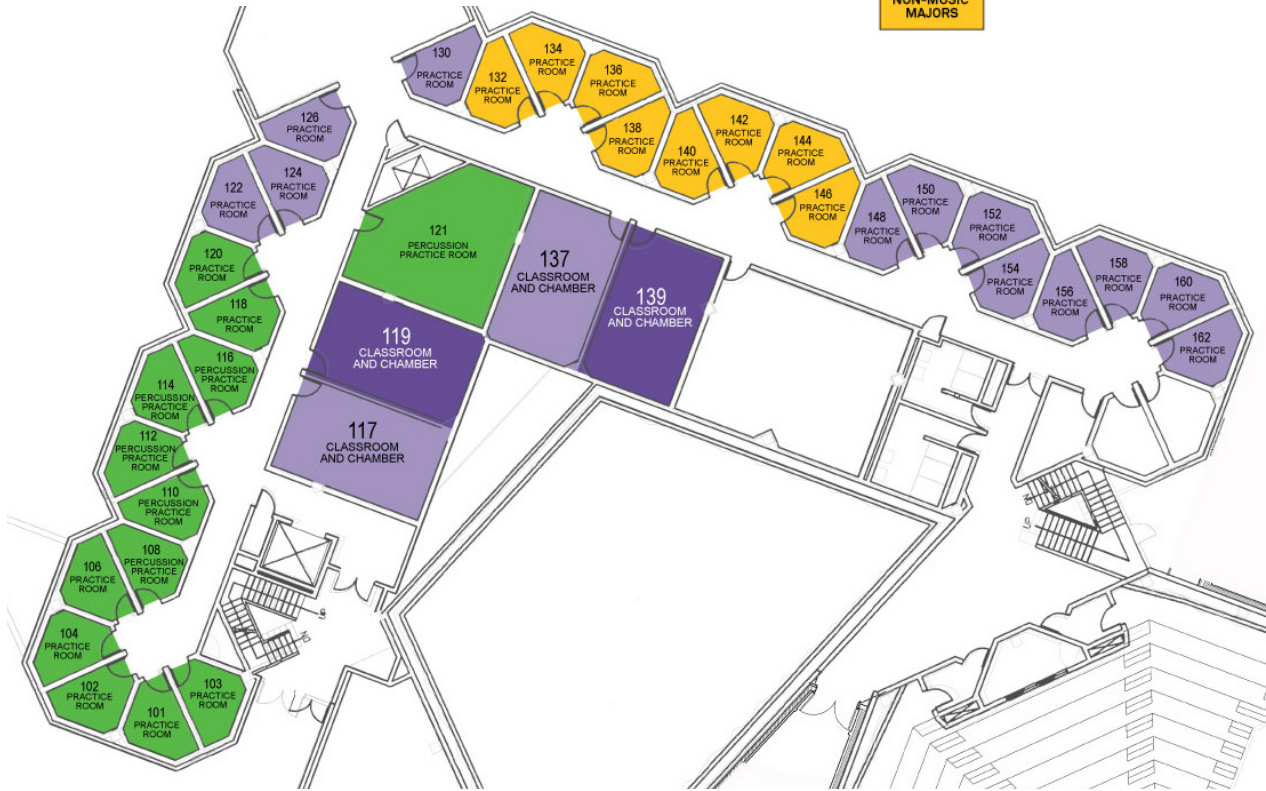 NON-MUSIC
MAJORS
130
PRACTICE
ROOM
132
PRACTICE
ROOM
134
PRACTICE
ROOM
136
PRACTICE
ROOM
138
PRACTICE
ROOM
140
PRACTICE
ROOM
142
PRACTICE
ROOM
144
PRACTICE
ROOM
146
PRACTICE
ROOM
148
PRACTICE
ROOM
150
PRACTICE
ROOM
152
PRACTICE
ROOM
154
PRACTICE
ROOM
156
PRACTICE
ROOM
158
PRACTICE
ROOM
160
PRACTICE
ROOM
162
PRACTICE
ROOM
126
PRACTICE
ROOM
124
PRACTICE
ROOM
122
PRACTICE
ROOM
120
PRACTICE
ROOM
118
PRACTICE
ROOM
116
PERCUSSION
PRACTICE
ROOM
114
PERCUSSION
PRACTICE
ROOM
112
PERCUSSION
PRACTICE
ROOM
110
PERCUSSION
PRACTICE
ROOM
108
PERCUSSION
PRACTICE
ROOM
106
PRACTICE
ROOM
104
PRACTICE
ROOM
102
PRACTICE
ROOM
101
PRACTICE
ROOM
103
PRACTICE
ROOM
121
PERCUSSION
PRACTICE ROOM
137
CLASSROOM
AND CHAMBER
139
CLASSROOM
AND CHAMBER
119
CLASSROOM
AND CHAMBER
117
CLASSROOM
AND CHAMBER